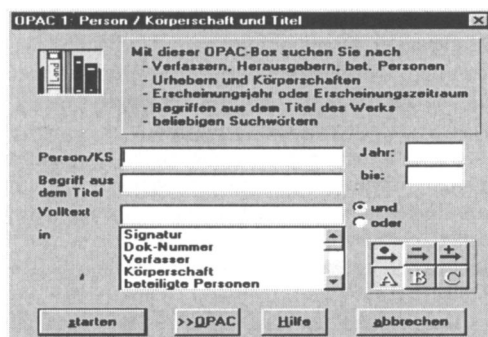 OPAC 1: Person / Körperschaft und Titel
Land
Mit dieser OPAC-Box suchen Sie nach
- Verfassern, Herausgebern, bet. Personen
- Urhebern und Körperschaften
- Erscheinungsjahr oder Erscheinungszeitraum
- Begriffen aus dem Titel des Werks
- beliebigen Suchwörtern
Person/KS
Jahr:
Begriff aus
dem Titel
bis:
Volltext
und
oder
in
Signatur
Dok-Nummer
Verfasser
Körperschaft
beteiligte Personen
A B C
starten
>>OPAC
Hilfe
abbrechen